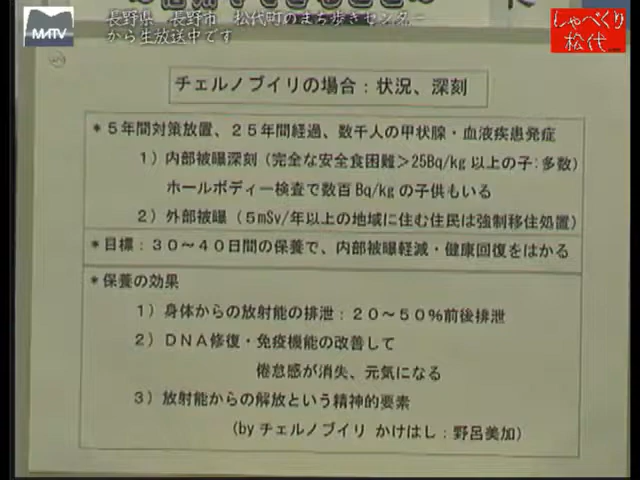 長野県 長野市 松代町のまち歩きセンター
から生放送中です
MATV
しゃべくり
松代
チェルノブイリの場合：状況、深刻
＊５年間対策放置、２５年間経過、数千人の甲状腺・血液疾患発症
１）内部被曝深刻（完全な安全食困難＞25Bq/kg以上の子：多数）
ホールボディー検査で数百Bq/kgの子供もいる
２）外部被曝（５mSv/年以上の地域に住む住民は強制移住処置）
＊目標：３０～４０日間の保養で、内部被曝軽減・健康回復をはかる
＊保養の効果
１）身体からの放射能の排泄：２０～５０％前後排泄
２）ＤＮＡ修復・免疫機能の改善して
倦怠感が消失、元気になる
３）放射能からの解放という精神的要素
（by チェルノブイリ かけはし：野呂美加）